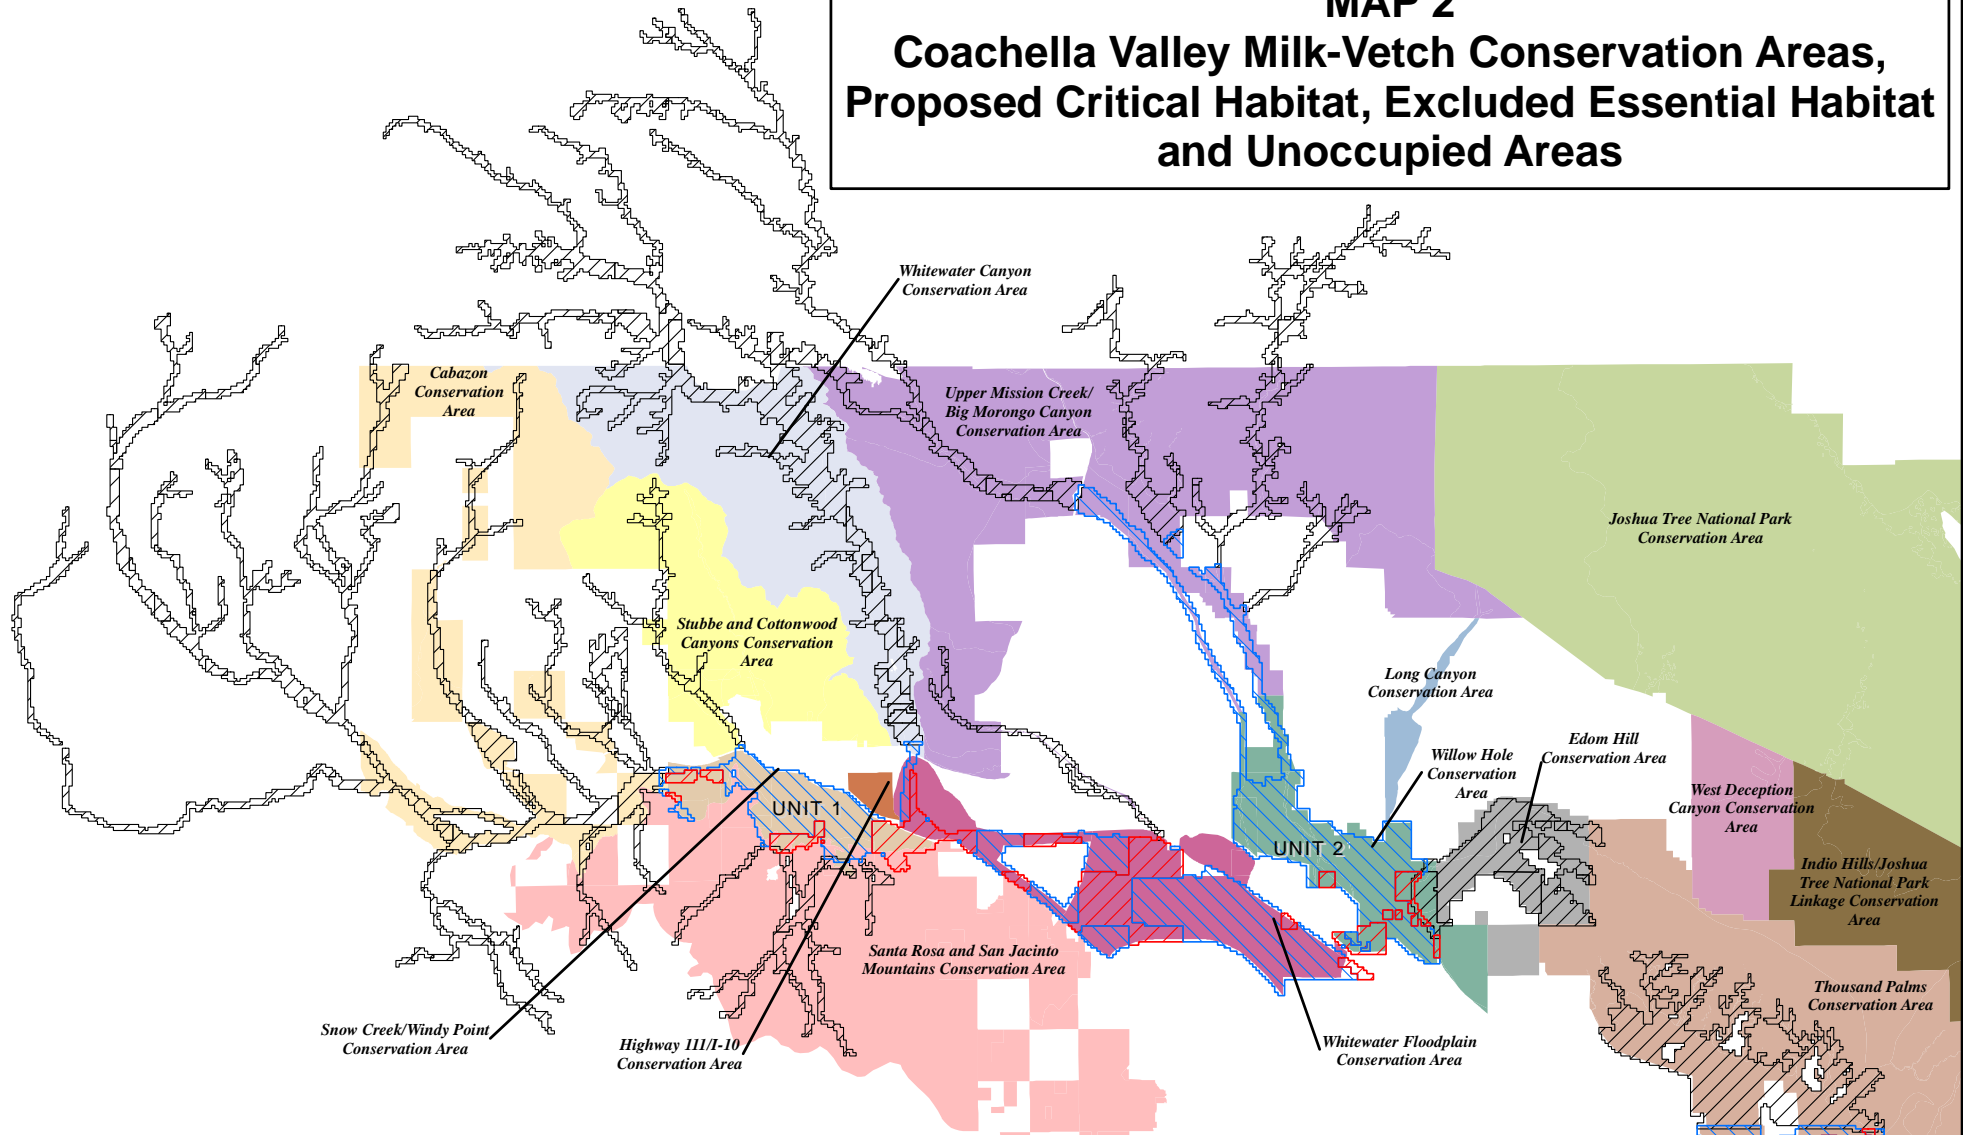 MAP 2
Coachella Valley Milk-Vetch Conservation Areas,
Proposed Critical Habitat, Excluded Essential Habitat
and Unoccupied Areas
Whitewater Canyon
Conservation Area
Cabazon
Conservation
Area
Upper Mission Creek/
Big Morongo Canyon
Conservation Area
Joshua Tree National Park
Conservation Area
Stubbe and Cottonwood
Canyons Conservation
Area
Long Canyon
Conservation Area
Willow Hole
Conservation
Area
Edom Hill
Conservation Area
West Deception
Canyon Conservation
Area
UNIT 1
UNIT 2
Indio Hills/Joshua
Tree National Park
Linkage Conservation
Area
Santa Rosa and San Jacinto
Mountains Conservation Area
Thousand Palms
Conservation Area
Snow Creek/Windy Point
Conservation Area
Highway 111/I-10
Conservation Area
Whitewater Floodplain
Conservation Area